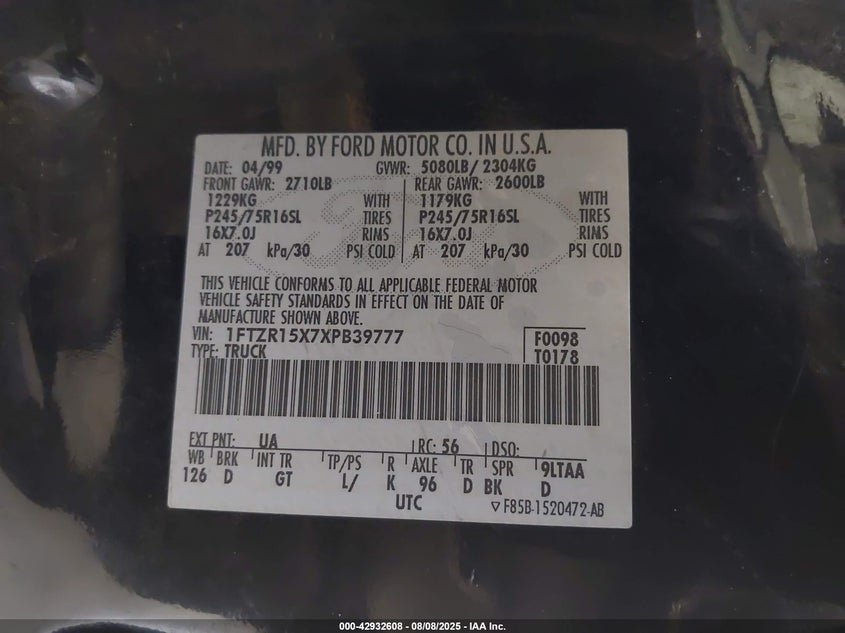 MFD. BY FORD MOTOR CO. IN U.S.A.
DATE: 04/99 GVWR: 5080LB/ 2304KG
FRONT GAWR: 2710LB REAR GAWR: 2600LB
1229KG WITH 1179KG WITH
P245/75R16SL TIRES P245/75R16SL TIRES
16X7.0J RIMS 16X7.0J RIMS
AT 207 kPa/30 PSI COLD AT 207 kPa/30 PSI COLD
THIS VEHICLE CONFORMS TO ALL APPLICABLE FEDERAL MOTOR
VEHICLE SAFETY STANDARDS IN EFFECT ON THE DATE OF
MANUFACTURE SHOWN ABOVE.
VIN: 1FTZR15X7XPB39777 F0098
TYPE: TRUCK T0178
EXT PNT: UA RC: 56 DSO:
WB BRK INT TR TP/PS R AXLE TR SPR 9LTAA
126 D GT L/ K 96 D BK D
UTC ▽ F85B-1520472-AB
000-42932608 - 08/08/2025 - IAA Inc.